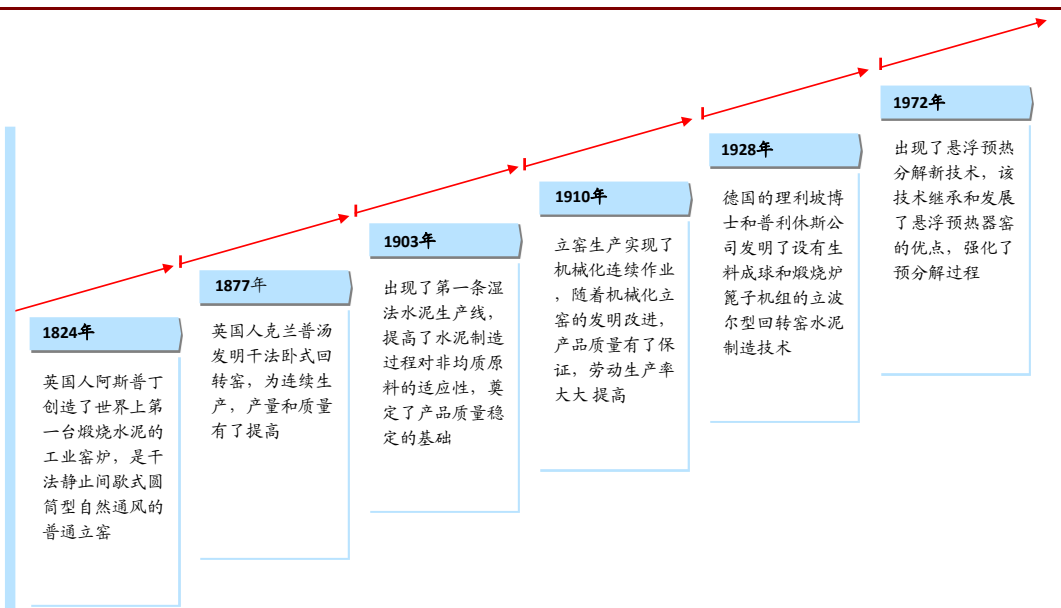 1824年
英国人阿斯普丁
创造了世界上第
一台煅烧水泥的
工业窑炉，是干
法静止间歇式圆
筒型自然通风的
普通立窑
1877年
英国人克兰普汤
发明干法卧式回
转窑，为连续生
产，产量和质量
有了提高
1903年
出现了第一条湿
法水泥生产线，
提高了水泥制造
过程对非均质原
料的适应性，奠
定了产品质量稳
定的基础
1910年
立窑生产实现了
机械化连续作业
，随着机械化立
窑的发明改进，
产品质量有了保
证，劳动生产率
大大 提高
1928年
德国的理利坡博
士和普利休斯公
司发明了设有生
料成球和煅烧炉
篦子机组的立波
尔型回转窑水泥
制造技术
1972年
出现了悬浮预热
分解新技术，该
技术继承和发展
了悬浮预热器窑
的优点，强化了
预分解过程